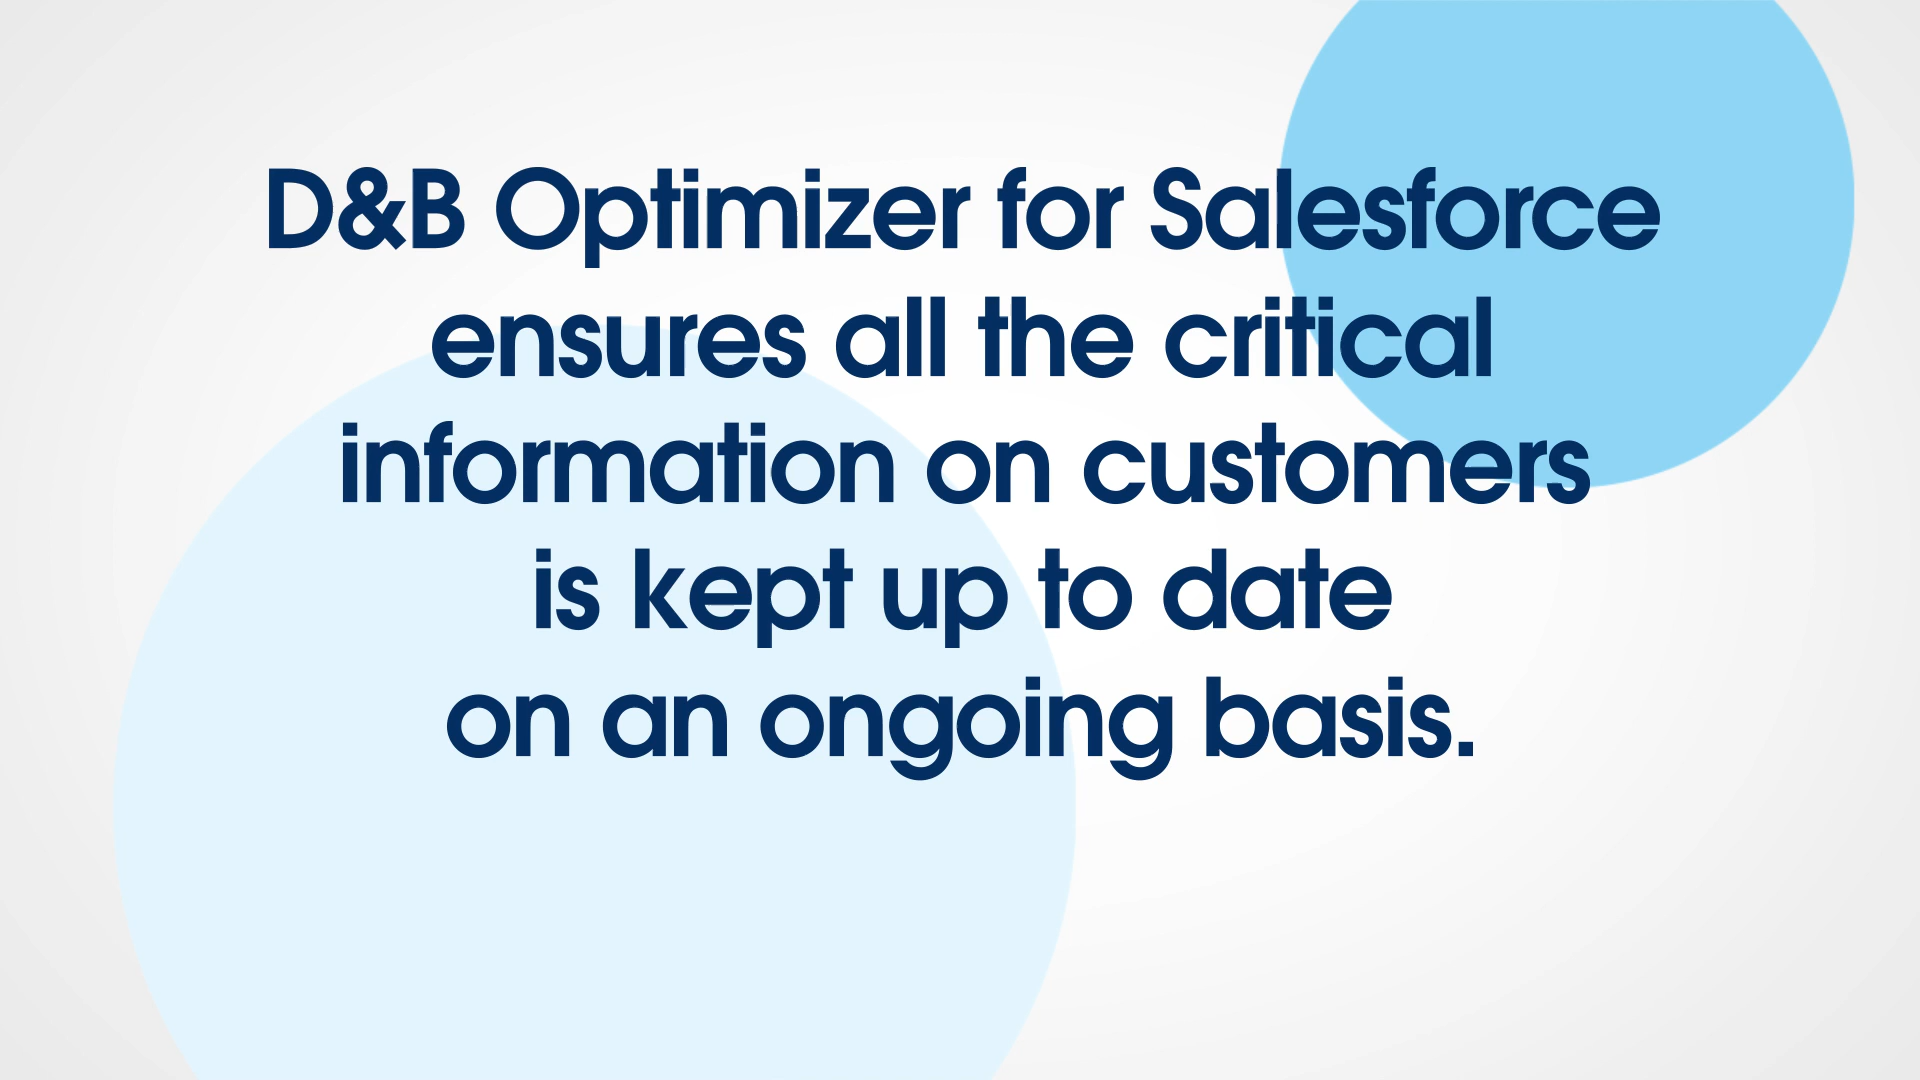 D&B Optimizer for Salesforce
ensures all the critical
information on customers
is kept up to date
on an ongoing basis.